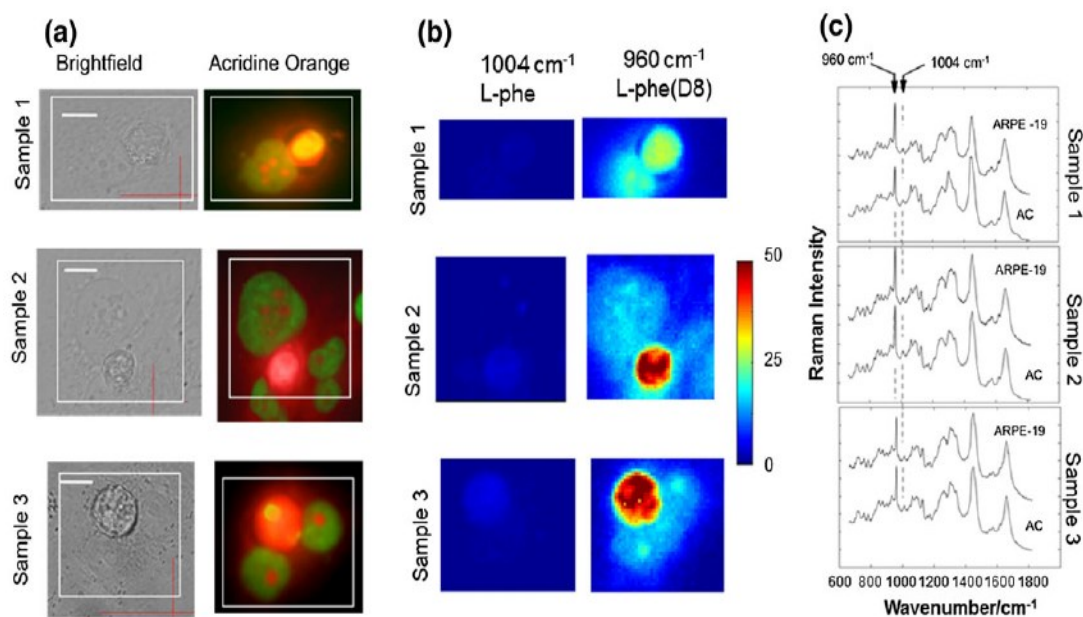 (a)
Brightfield
Acridine Orange
Sample 1
Sample 2
Sample 3
(b)
1004 cm⁻¹
L-phe
960 cm⁻¹
L-phe(D8)
Sample 1
Sample 2
Sample 3
50
25
0
(c)
960 cm⁻¹
1004 cm⁻¹
ARPE -19
AC
Sample 1
ARPE-19
AC
Sample 2
ARPE-19
AC
Sample 3
Raman Intensity
600 800 1000 1200 1400 1600 1800
Wavenumber/cm⁻¹